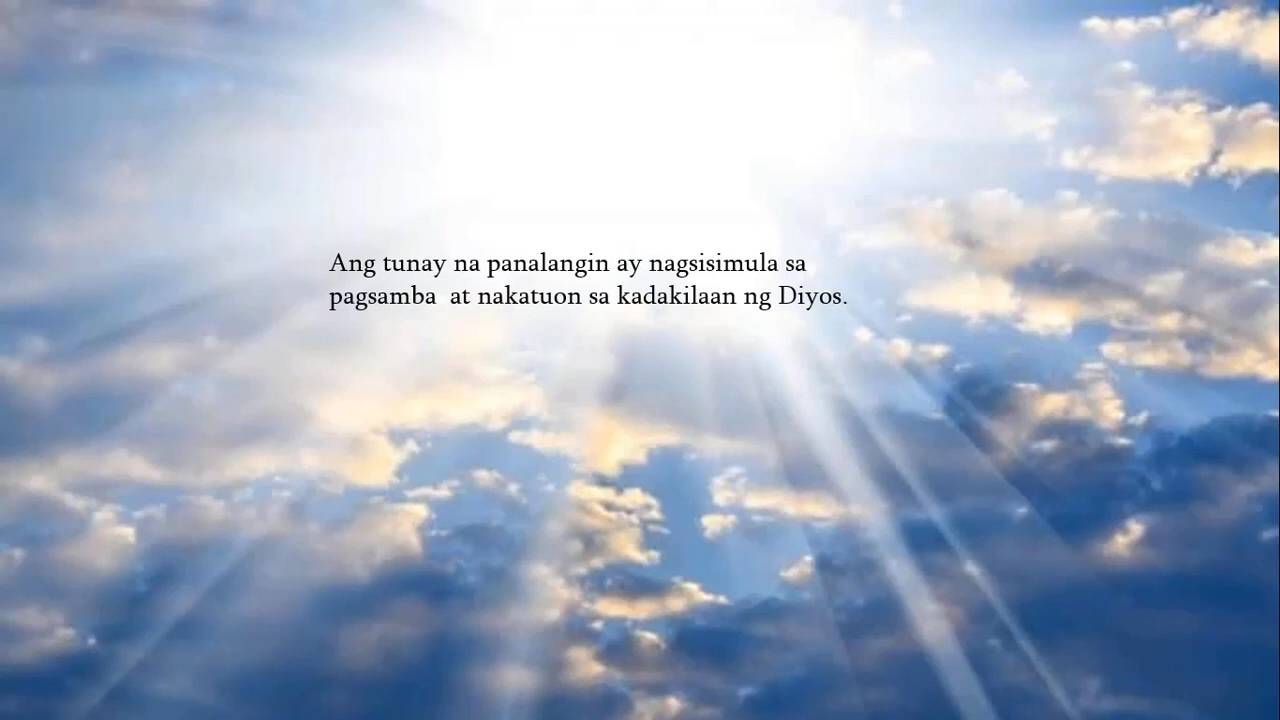 Ang tunay na panalangin ay nagsisimula sa
pagsamba  at nakatuon sa kadakilaan ng Diyos.